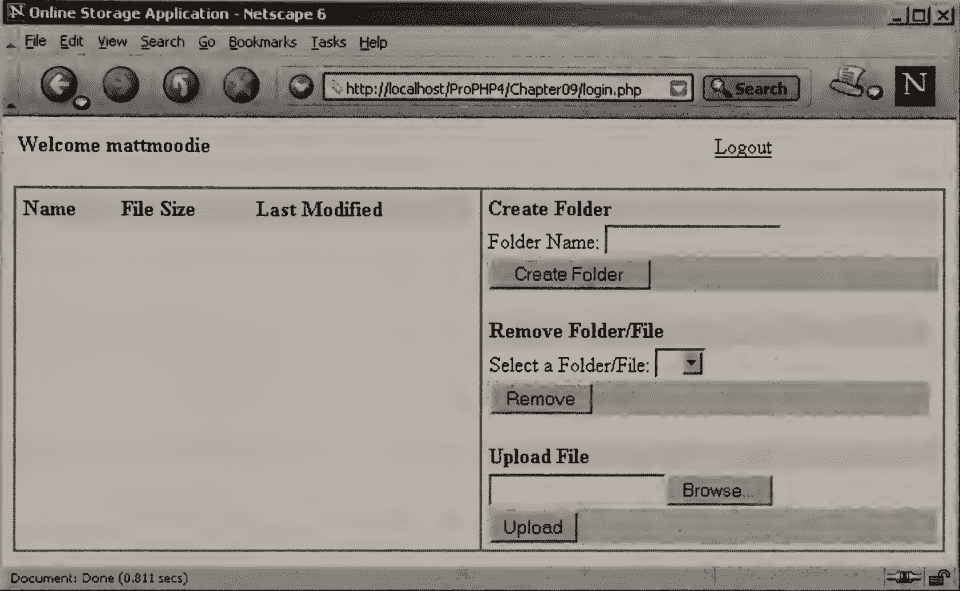 N Online Storage Application - Netscape 6
File Edit View Search Go Bookmarks Tasks Help
http://localhost/ProPHP4/Chapter09/login.php Search N
Welcome mattmoodie Logout
Name File Size Last Modified
Create Folder
Folder Name:
Create Folder
Remove Folder/File
Select a Folder/File:
Remove
Upload File
Browse...
Upload
Document: Done (0.811 secs)